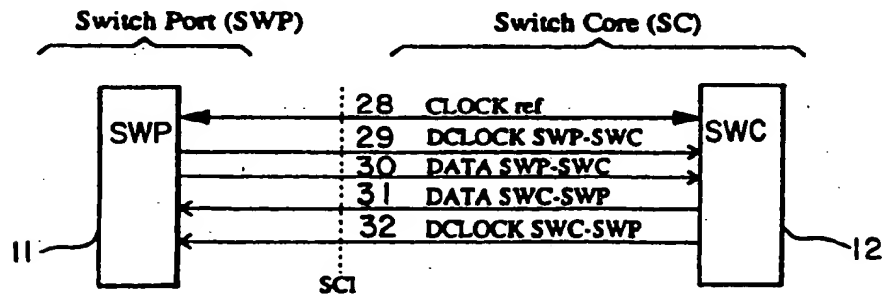 Switch Port (SWP) Switch Core (SC)
28 CLOCK ref
SWP SWC
29 DCLOCK SWP-SWC
30 DATA SWP-SWC
31 DATA SWC-SWP
32 DCLOCK SWC-SWP
11 12
SCI